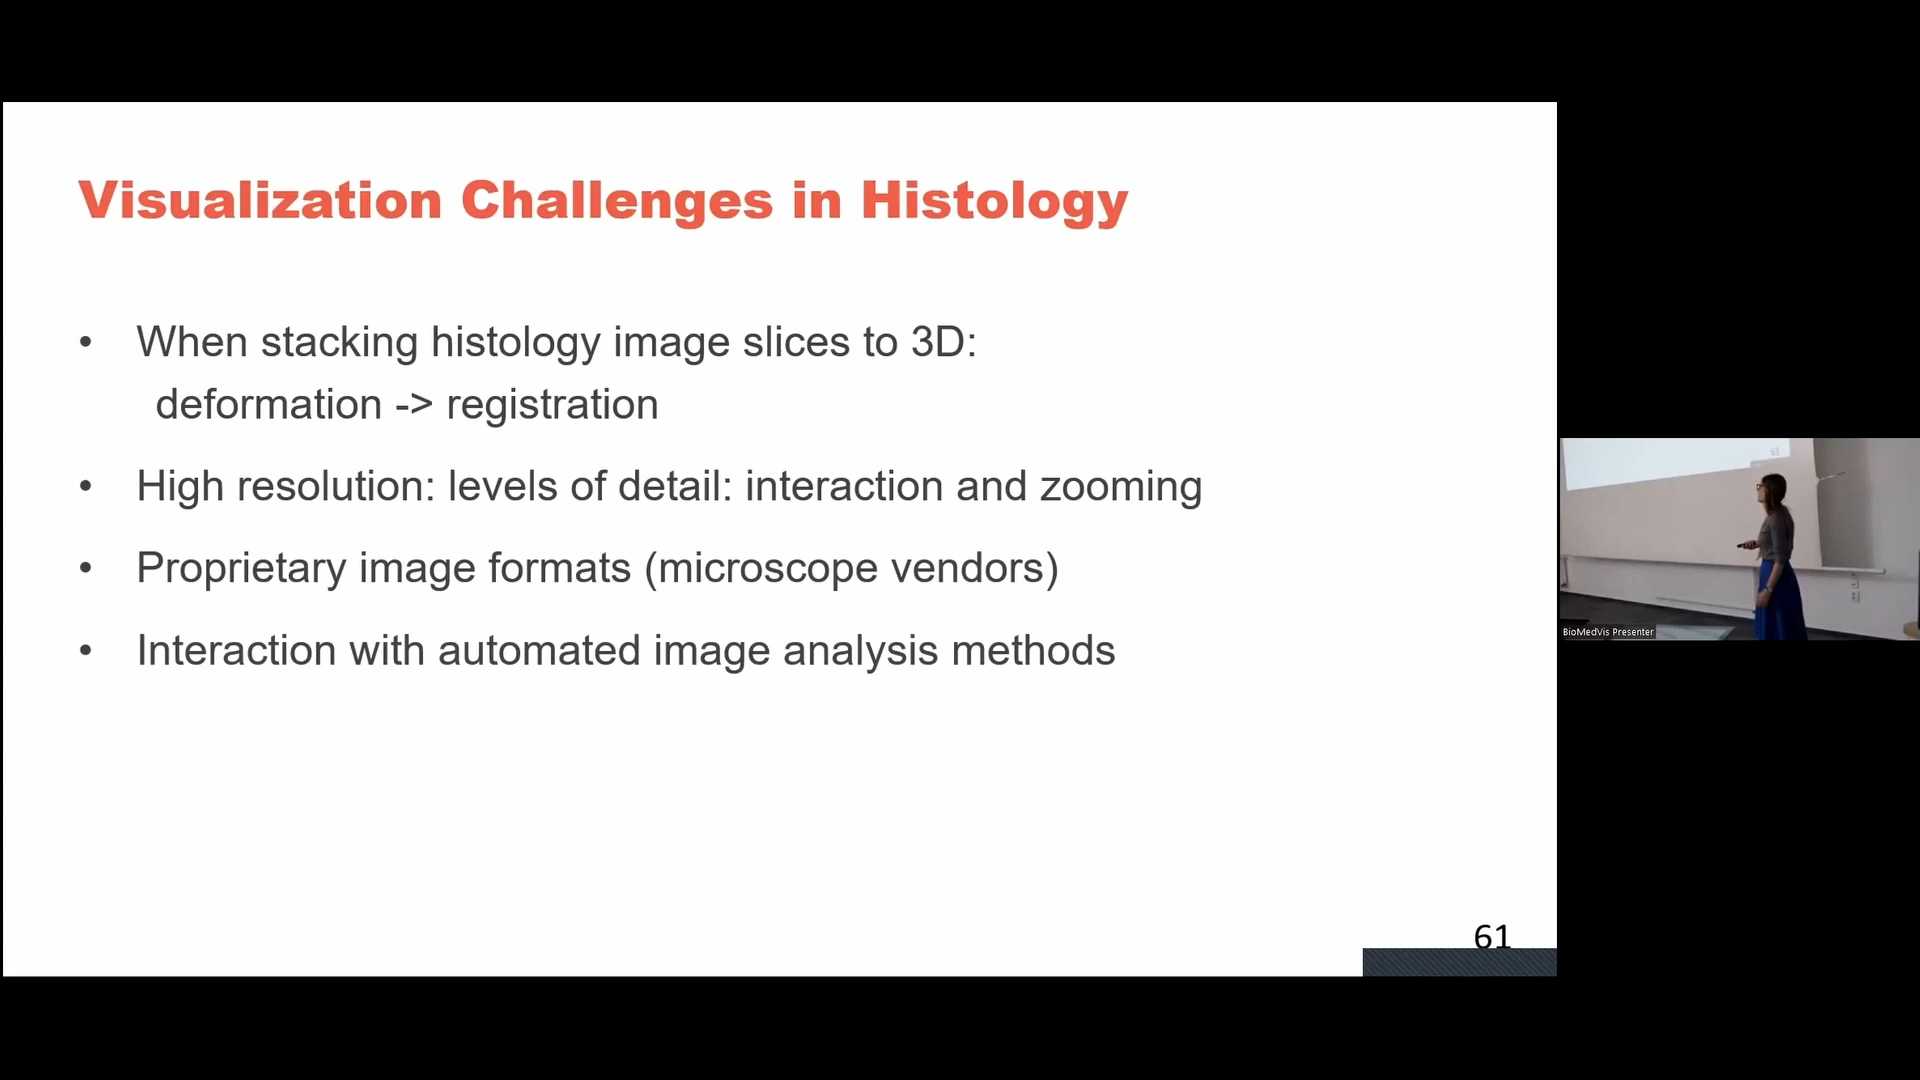 Visualization Challenges in Histology
• When stacking histology image slices to 3D:
deformation -> registration
• High resolution: levels of detail: interaction and zooming
• Proprietary image formats (microscope vendors)
• Interaction with automated image analysis methods
61
61
BioMedVis Presenter